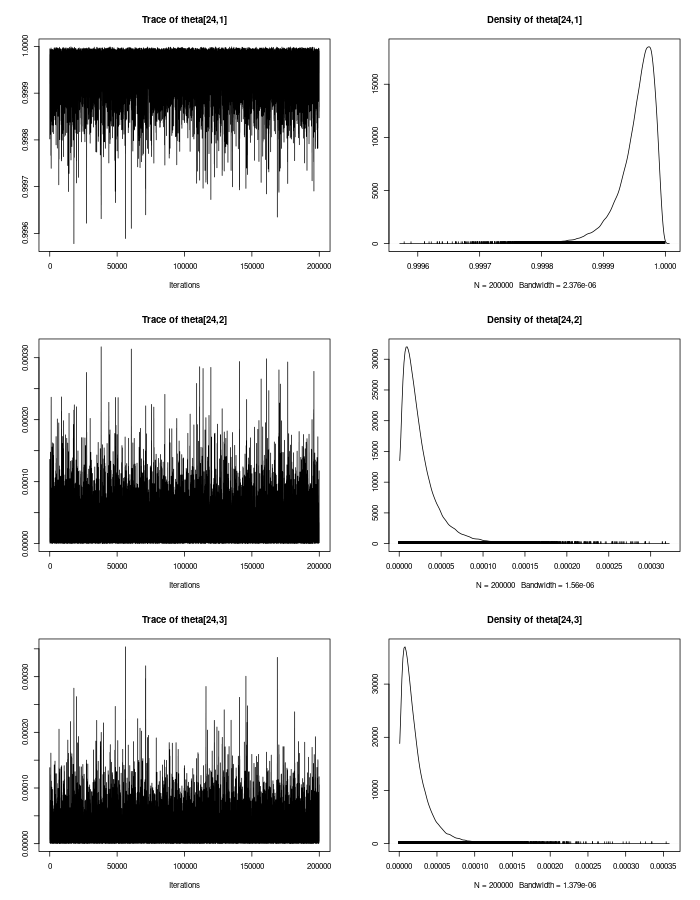 Trace of theta[24,1]
1.0000
0.9999
0.9998
0.9997
0.9996
0 50000 100000 150000 200000
Iterations
Density of theta[24,1]
15000
10000
5000
0
0.9996 0.9997 0.9998 0.9999 1.0000
N = 200000 Bandwidth = 2.376e-06
Trace of theta[24,2]
0.00030
0.00020
0.00010
0.00000
0 50000 100000 150000 200000
Iterations
Density of theta[24,2]
30000
25000
20000
15000
10000
5000
0
0.00000 0.00005 0.00010 0.00015 0.00020 0.00025 0.00030
N = 200000 Bandwidth = 1.56e-06
Trace of theta[24,3]
0.00030
0.00020
0.00010
0.00000
0 50000 100000 150000 200000
Iterations
Density of theta[24,3]
30000
20000
10000
0
0.00000 0.00005 0.00010 0.00015 0.00020 0.00025 0.00030 0.00035
N = 200000 Bandwidth = 1.379e-06